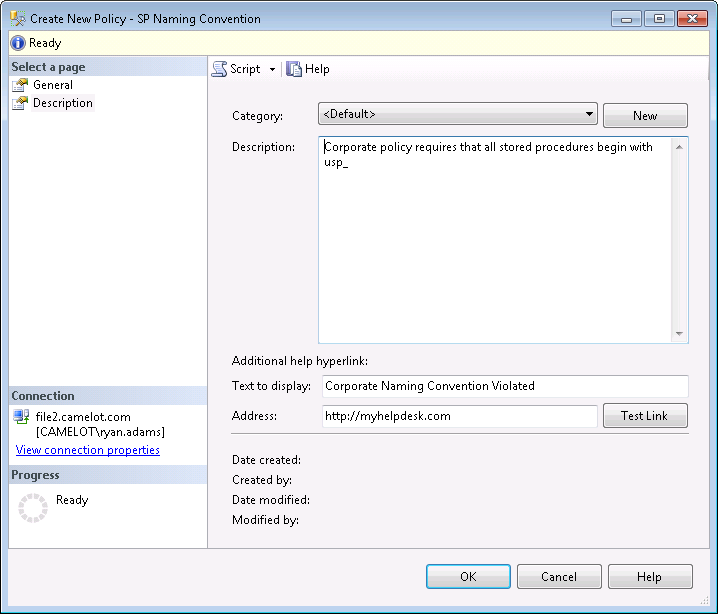 Create New Policy - SP Naming Convention
Ready
Select a page
General
Description
Script
Help
Category:
<Default>
New
Description:
Corporate policy requires that all stored procedures begin with
usp_
Additional help hyperlink:
Text to display:
Corporate Naming Convention Violated
Address:
http://myhelpdesk.com
Test Link
Connection
file2.camelot.com
[CAMELOT\ryan.adams]
View connection properties
Progress
Ready
Date created:
Created by:
Date modified:
Modified by:
OK
Cancel
Help